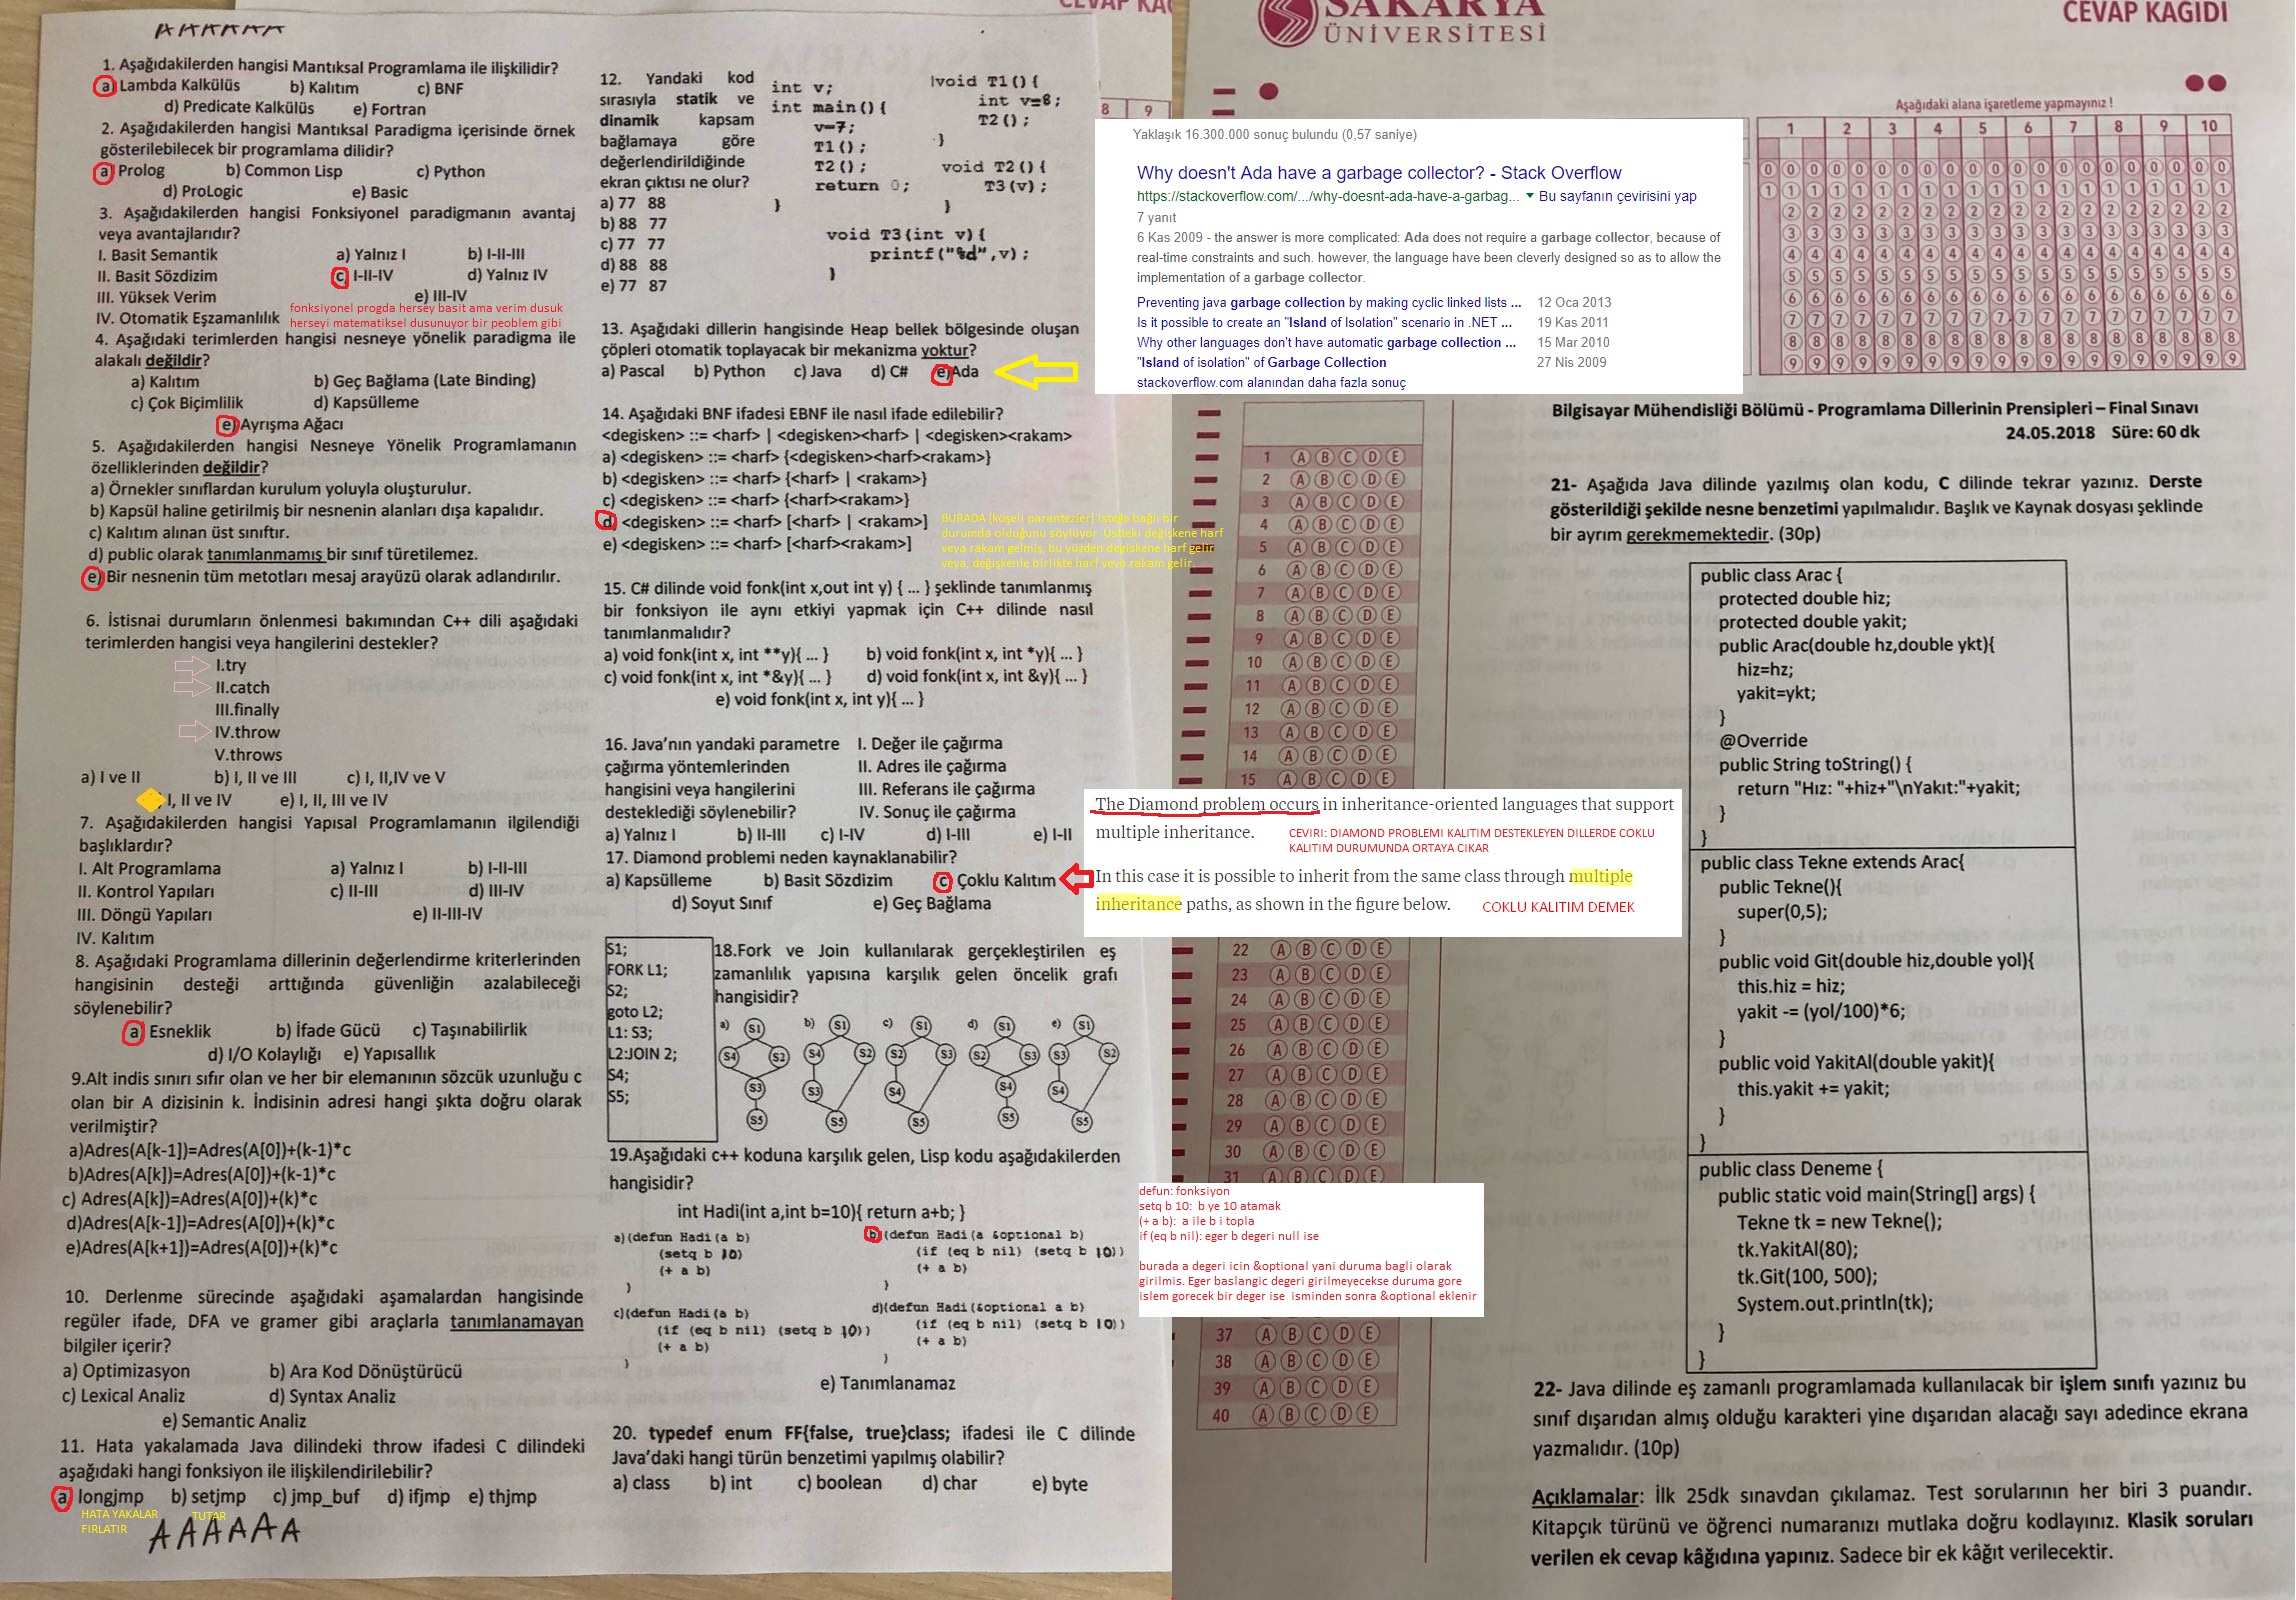 AAAAAA
1. Aşağıdakilerden hangisi Mantıksal Programlama ile ilişkilidir?
a) Lambda Kalkülüs b) Kalıtım c) BNF
d) Predicate Kalkülüs e) Fortran
2. Aşağıdakilerden hangisi Mantıksal Paradigma içerisinde örnek
gösterilebilecek bir programlama dilidir?
a) Prolog b) Common Lisp c) Python
d) ProLogic e) Basic
3. Aşağıdakilerden hangisi Fonksiyonel paradigmanın avantaj
veya avantajlarıdır?
I. Basit Semantik a) Yalnız I b) I-II-III
II. Basit Sözdizim c) I-II-IV d) Yalnız IV
III. Yüksek Verim e) III-IV
IV. Otomatik Eşzamanlılık
fonksiyonel progda hersey basit ama verim dusuk
herseyi matematiksel dusunuyor bir peoblem gibi
4. Aşağıdaki terimlerden hangisi nesneye yönelik paradigma ile
alakalı değildir?
a) Kalıtım b) Geç Bağlama (Late Binding)
c) Çok Biçimlilik d) Kapsülleme
e) Ayrışma Ağacı
5. Aşağıdakilerden hangisi Nesneye Yönelik Programlamanın
özelliklerinden değildir?
a) Örnekler sınıflardan kurulum yoluyla oluşturulur.
b) Kapsül haline getirilmiş bir nesnenin alanları dışa kapalıdır.
c) Kalıtım alınan üst sınıftır.
d) public olarak tanımlanmamış bir sınıf türetilemez.
e) Bir nesnenin tüm metotları mesaj arayüzü olarak adlandırılır.
6. İstisnai durumların önlenmesi bakımından C++ dili aşağıdaki
terimlerden hangisi veya hangilerini destekler?
I.try
II.catch
III.finally
IV.throw
V.throws
a) I ve II b) I, II ve III c) I, II,IV ve V
I, II ve IV e) I, II, III ve IV
7. Aşağıdakilerden hangisi Yapısal Programlamanın ilgilendiği
başlıklardır?
I. Alt Programlama a) Yalnız I b) I-II-III
II. Kontrol Yapıları c) II-III d) III-IV
III. Döngü Yapıları e) II-III-IV
IV. Kalıtım
8. Aşağıdaki Programlama dillerinin değerlendirme kriterlerinden
hangisinin desteği arttığında güvenliğin azalabileceği
söylenebilir?
a) Esneklik b) İfade Gücü c) Taşınabilirlik
d) I/O Kolaylığı e) Yapısallık
9.Alt indis sınırı sıfır olan ve her bir elemanının sözcük uzunluğu c
olan bir A dizisinin k. İndisinin adresi hangi şıkta doğru olarak
verilmiştir?
a)Adres(A[k-1])=Adres(A[0])+(k-1)*c
b)Adres(A[k])=Adres(A[0])+(k-1)*c
c) Adres(A[k])=Adres(A[0])+(k)*c
d)Adres(A[k-1])=Adres(A[0])+(k)*c
e)Adres(A[k+1])=Adres(A[0])+(k)*c
10. Derlenme sürecinde aşağıdaki aşamalardan hangisinde
regüler ifade, DFA ve gramer gibi araçlarla tanımlanamayan
bilgiler içerir?
a) Optimizasyon b) Ara Kod Dönüştürücü
c) Lexical Analiz d) Syntax Analiz
e) Semantic Analiz
11. Hata yakalamada Java dilindeki throw ifadesi C dilindeki
aşağıdaki hangi fonksiyon ile ilişkilendirilebilir?
a) longjmp b) setjmp c) jmp_buf d) ifjmp e) thjmp
HATA YAKALAR TUTAR
FIRLATIR
AAAAAA
12. Yandaki kod
sırasıyla statik ve
dinamik kapsam
bağlamaya göre
değerlendirildiğinde
ekran çıktısı ne olur?
a) 77 88
b) 88 77
c) 77 77
d) 88 88
e) 77 87
int v;
int main(){
v=7;
T1();
T2();
return 0;
}
void T1(){
int v=8;
T2();
}
void T2(){
T3(v);
}
void T3(int v){
printf("%d",v);
}
13. Aşağıdaki dillerin hangisinde Heap bellek bölgesinde oluşan
çöpleri otomatik toplayacak bir mekanizma yoktur?
a) Pascal b) Python c) Java d) C# e) Ada
14. Aşağıdaki BNF ifadesi EBNF ile nasıl ifade edilebilir?
<degisken> ::= <harf> | <degisken><harf> | <degisken><rakam>
a) <degisken> ::= <harf> {<degisken><harf><rakam>}
b) <degisken> ::= <harf> {<harf> | <rakam>}
c) <degisken> ::= <harf> {<harf><rakam>}
d) <degisken> ::= <harf> [<harf> | <rakam>]
e) <degisken> ::= <harf> [<harf><rakam>]
BURADA [köşeli parantezler] isteğe bağlı bir
durumda olduğunu söylüyor. Üstteki değişkene harf
veya rakam gelmiş, bu yüzden değiskene harf gelir
veya, değişkenle birlikte harf veya rakam gelir.
15. C# dilinde void fonk(int x,out int y) { ... } şeklinde tanımlanmış
bir fonksiyon ile aynı etkiyi yapmak için C++ dilinde nasıl
tanımlanmalıdır?
a) void fonk(int x, int **y){ ... } b) void fonk(int x, int *y){ ... }
c) void fonk(int x, int *&y){ ... } d) void fonk(int x, int &y){ ... }
e) void fonk(int x, int y){ ... }
16. Java'nın yandaki parametre I. Değer ile çağırma
çağırma yöntemlerinden II. Adres ile çağırma
hangisini veya hangilerini III. Referans ile çağırma
desteklediği söylenebilir? IV. Sonuç ile çağırma
a) Yalnız I b) II-III c) I-IV d) I-III e) I-II
17. Diamond problemi neden kaynaklanabilir?
a) Kapsülleme b) Basit Sözdizim c) Çoklu Kalıtım
d) Soyut Sınıf e) Geç Bağlama
S1;
FORK L1;
S2;
goto L2;
L1: S3;
L2:JOIN 2;
S4;
S5;
18.Fork ve Join kullanılarak gerçekleştirilen eş
zamanlılık yapısına karşılık gelen öncelik grafı
hangisidir?
a) S1 b) S1 c) S1 d) S1 e) S1
S4 S2 S4 S2 S2 S3 S2 S3 S3 S2
S3 S3 S4 S4 S4
S5 S5 S5 S5 S5
19.Aşağıdaki c++ koduna karşılık gelen, Lisp kodu aşağıdakilerden
hangisidir?
int Hadi(int a,int b=10){ return a+b; }
a)(defun Hadi(a b)
(setq b 10)
(+ a b)
)
b)(defun Hadi(a &optional b)
(if (eq b nil) (setq b 10))
(+ a b)
)
c)(defun Hadi(a b)
(if (eq b nil) (setq b 10))
(+ a b)
)
d)(defun Hadi(&optional a b)
(if (eq b nil) (setq b 10))
(+ a b)
)
e) Tanımlanamaz
20. typedef enum FF{false, true}class; ifadesi ile C dilinde
Java'daki hangi türün benzetimi yapılmış olabilir?
a) class b) int c) boolean d) char e) byte
SAKARYA
ÜNİVERSİTESİ
CEVAP KAĞIDI
Aşağıdaki alana işaretleme yapmayınız !
1 2 3 4 5 6 7 8 9 10
Yaklaşık 16.300.000 sonuç bulundu (0,57 saniye)
Why doesn't Ada have a garbage collector? - Stack Overflow
https://stackoverflow.com/.../why-doesnt-ada-have-a-garbag... ▼ Bu sayfanın çevirisini yap
7 yanıt
6 Kas 2009 - the answer is more complicated: Ada does not require a garbage collector, because of
real-time constraints and such. however, the language have been cleverly designed so as to allow the
implementation of a garbage collector.
Preventing java garbage collection by making cyclic linked lists ... 12 Oca 2013
Is it possible to create an "Island of Isolation" scenario in .NET ... 19 Kas 2011
Why other languages don't have automatic garbage collection ... 15 Mar 2010
"Island of isolation" of Garbage Collection 27 Nis 2009
stackoverflow.com alanından daha fazla sonuç
1 A B C D E
2 A B C D E
3 A B C D E
4 A B C D E
5 A B C D E
6 A B C D E
7 A B C D E
8 A B C D E
9 A B C D E
10 A B C D E
11 A B C D E
12 A B C D E
13 A B C D E
14 A B C D E
15 A B C D E
The Diamond problem occurs in inheritance-oriented languages that support
multiple inheritance.
CEVIRI: DIAMOND PROBLEMI KALITIM DESTEKLEYEN DILLERDE COKLU
KALITIM DURUMUNDA ORTAYA CIKAR
In this case it is possible to inherit from the same class through multiple
inheritance paths, as shown in the figure below.
COKLU KALITIM DEMEK
22 A B C D E
23 A B C D E
24 A B C D E
25 A B C D E
26 A B C D E
27 A B C D E
28 A B C D E
29 A B C D E
30 A B C D E
31 A B C D E
defun: fonksiyon
setq b 10: b ye 10 atamak
(+ a b): a ile b i topla
if (eq b nil): eger b degeri null ise
burada a degeri icin &optional yani duruma bagli olarak
girilmis. Eger baslangic degeri girilmeyecekse duruma gore
islem gorecek bir deger ise isminden sonra &optional eklenir
37 A B C D E
38 A B C D E
39 A B C D E
40 A B C D E
Bilgisayar Mühendisliği Bölümü - Programlama Dillerinin Prensipleri – Final Sınavı
24.05.2018 Süre: 60 dk
21- Aşağıda Java dilinde yazılmış olan kodu, C dilinde tekrar yazınız. Derste
gösterildiği şekilde nesne benzetimi yapılmalıdır. Başlık ve Kaynak dosyası şeklinde
bir ayrım gerekmemektedir. (30p)
public class Arac {
protected double hiz;
protected double yakit;
public Arac(double hz,double ykt){
hiz=hz;
yakit=ykt;
}
@Override
public String toString() {
return "Hız: "+hiz+"\nYakıt:"+yakit;
}
}
public class Tekne extends Arac{
public Tekne(){
super(0,5);
}
public void Git(double hiz,double yol){
this.hiz = hiz;
yakit -= (yol/100)*6;
}
public void YakitAl(double yakit){
this.yakit += yakit;
}
}
public class Deneme {
public static void main(String[] args) {
Tekne tk = new Tekne();
tk.YakitAl(80);
tk.Git(100, 500);
System.out.println(tk);
}
}
22- Java dilinde eş zamanlı programlamada kullanılacak bir işlem sınıfı yazınız bu
sınıf dışarıdan almış olduğu karakteri yine dışarıdan alacağı sayı adedince ekrana
yazmalıdır. (10p)
Açıklamalar: İlk 25dk sınavdan çıkılamaz. Test sorularının her biri 3 puandır.
Kitapçık türünü ve öğrenci numaranızı mutlaka doğru kodlayınız. Klasik soruları
verilen ek cevap kâğıdına yapınız. Sadece bir ek kâğıt verilecektir.